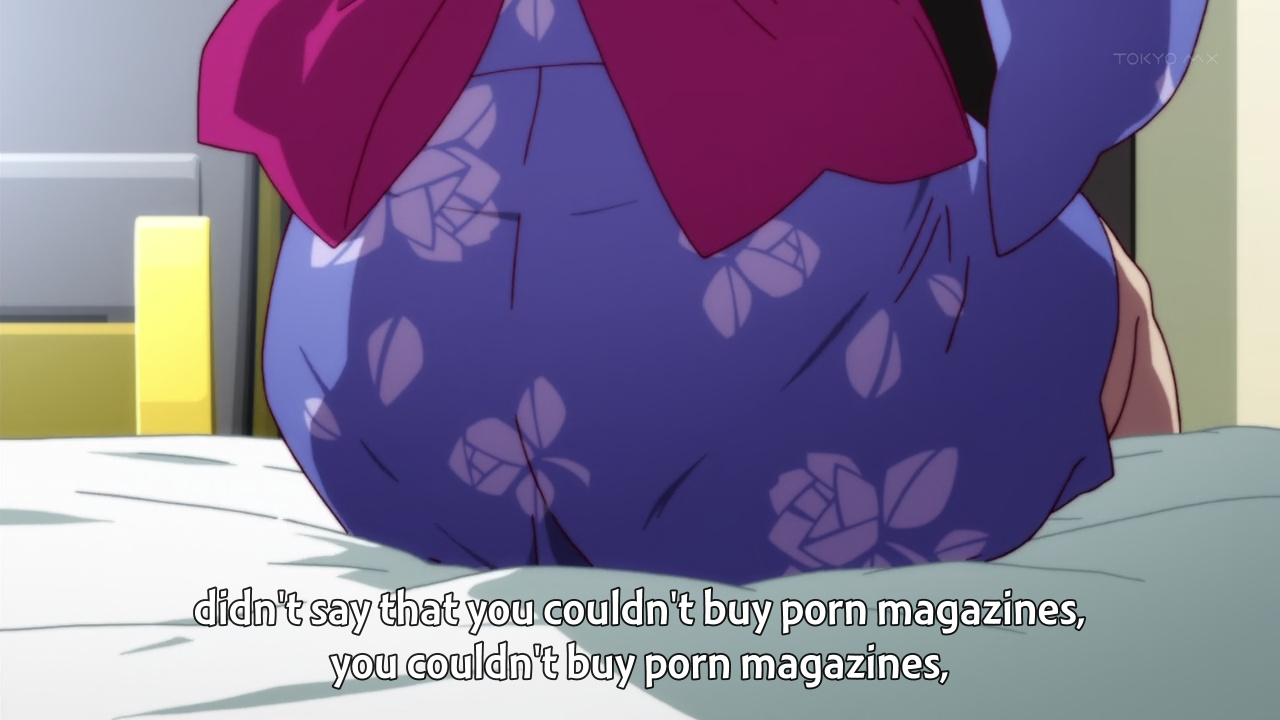 TOKYO MX
didn't say that you couldn't buy porn magazines,
you couldn't buy porn magazines,